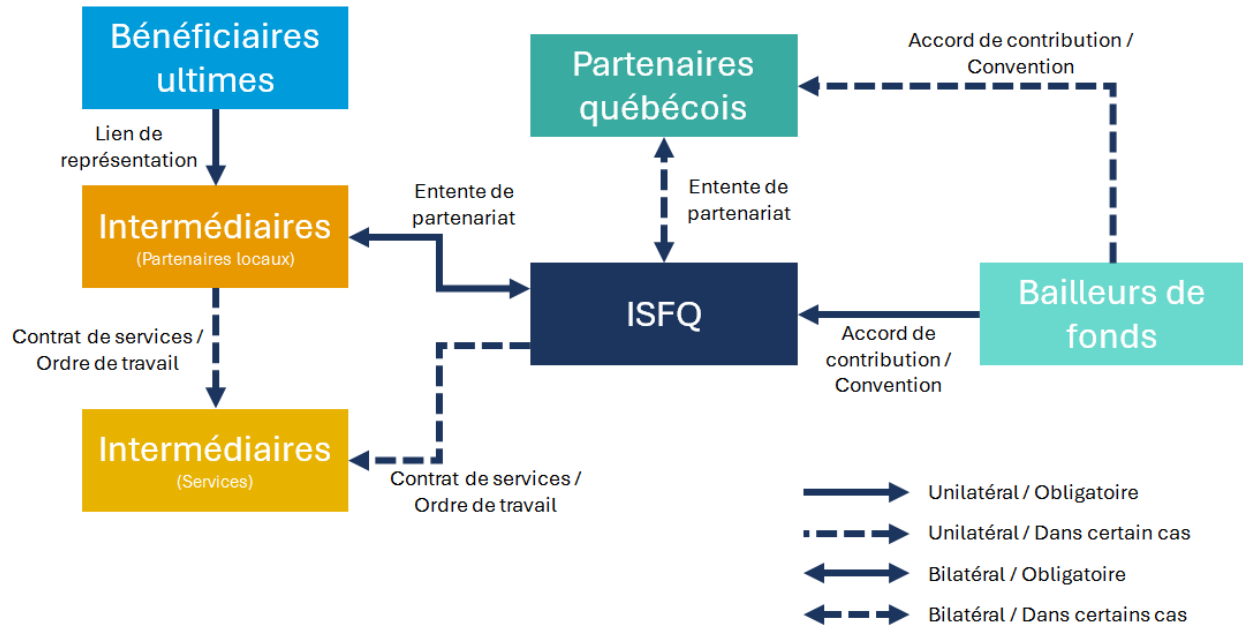 Bénéficiaires
ultimes
Lien de
représentation
Intermédiaires
(Partenaires locaux)
Contrat de services /
Ordre de travail
Intermédiaires
(Services)
Entente de
partenariat
Contrat de services /
Ordre de travail
Partenaires
québécois
Entente de
partenariat
ISFQ
Accord de contribution /
Convention
Bailleurs de
fonds
Accord de
contribution /
Convention
Unilatéral / Obligatoire
Unilatéral / Dans certain cas
Bilatéral / Obligatoire
Bilatéral / Dans certains cas